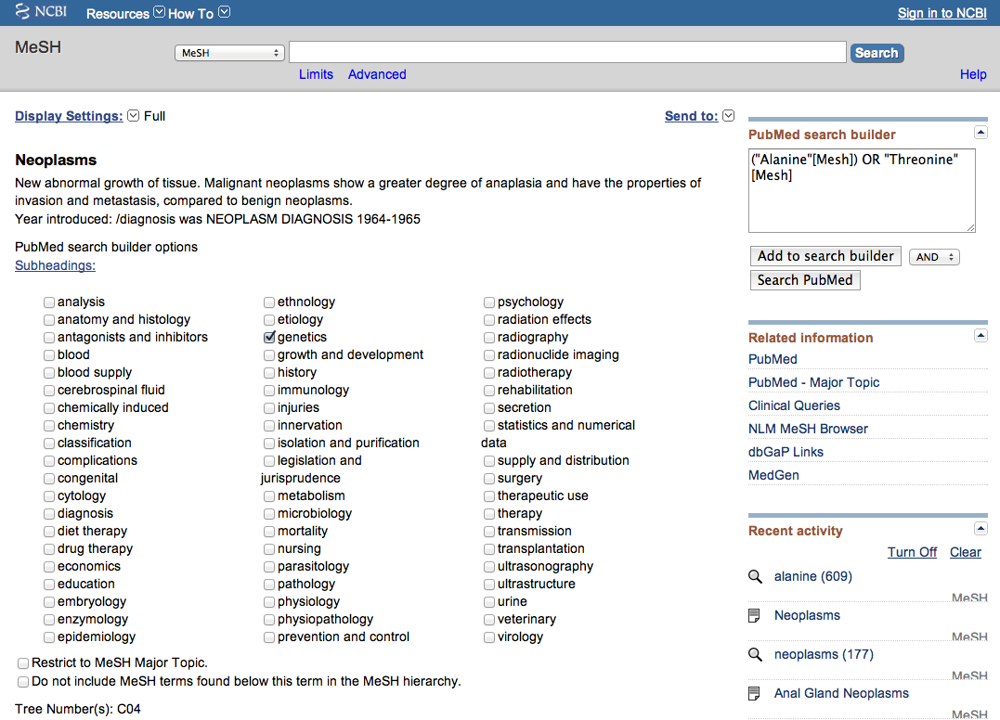 NCBI Resources How To Sign in to NCBI
MeSH MeSH Search
Limits Advanced Help
Display Settings: Full Send to:
Neoplasms
New abnormal growth of tissue. Malignant neoplasms show a greater degree of anaplasia and have the properties of
invasion and metastasis, compared to benign neoplasms.
Year introduced: /diagnosis was NEOPLASM DIAGNOSIS 1964-1965
PubMed search builder options
Subheadings:
analysis
anatomy and histology
antagonists and inhibitors
blood
blood supply
cerebrospinal fluid
chemically induced
chemistry
classification
complications
congenital
cytology
diagnosis
diet therapy
drug therapy
economics
education
embryology
enzymology
epidemiology
ethnology
etiology
genetics
growth and development
history
immunology
injuries
innervation
isolation and purification
legislation and
jurisprudence
metabolism
microbiology
mortality
nursing
parasitology
pathology
physiology
physiopathology
prevention and control
psychology
radiation effects
radiography
radionuclide imaging
radiotherapy
rehabilitation
secretion
statistics and numerical
data
supply and distribution
surgery
therapeutic use
therapy
transmission
transplantation
ultrasonography
ultrastructure
urine
veterinary
virology
Restrict to MeSH Major Topic.
Do not include MeSH terms found below this term in the MeSH hierarchy.
Tree Number(s): C04
PubMed search builder
("Alanine"[Mesh]) OR "Threonine"
[Mesh]
Add to search builder AND
Search PubMed
Related information
PubMed
PubMed - Major Topic
Clinical Queries
NLM MeSH Browser
dbGaP Links
MedGen
Recent activity
Turn Off Clear
alanine (609)
MeSH
Neoplasms
MeSH
neoplasms (177)
MeSH
Anal Gland Neoplasms
MeSH